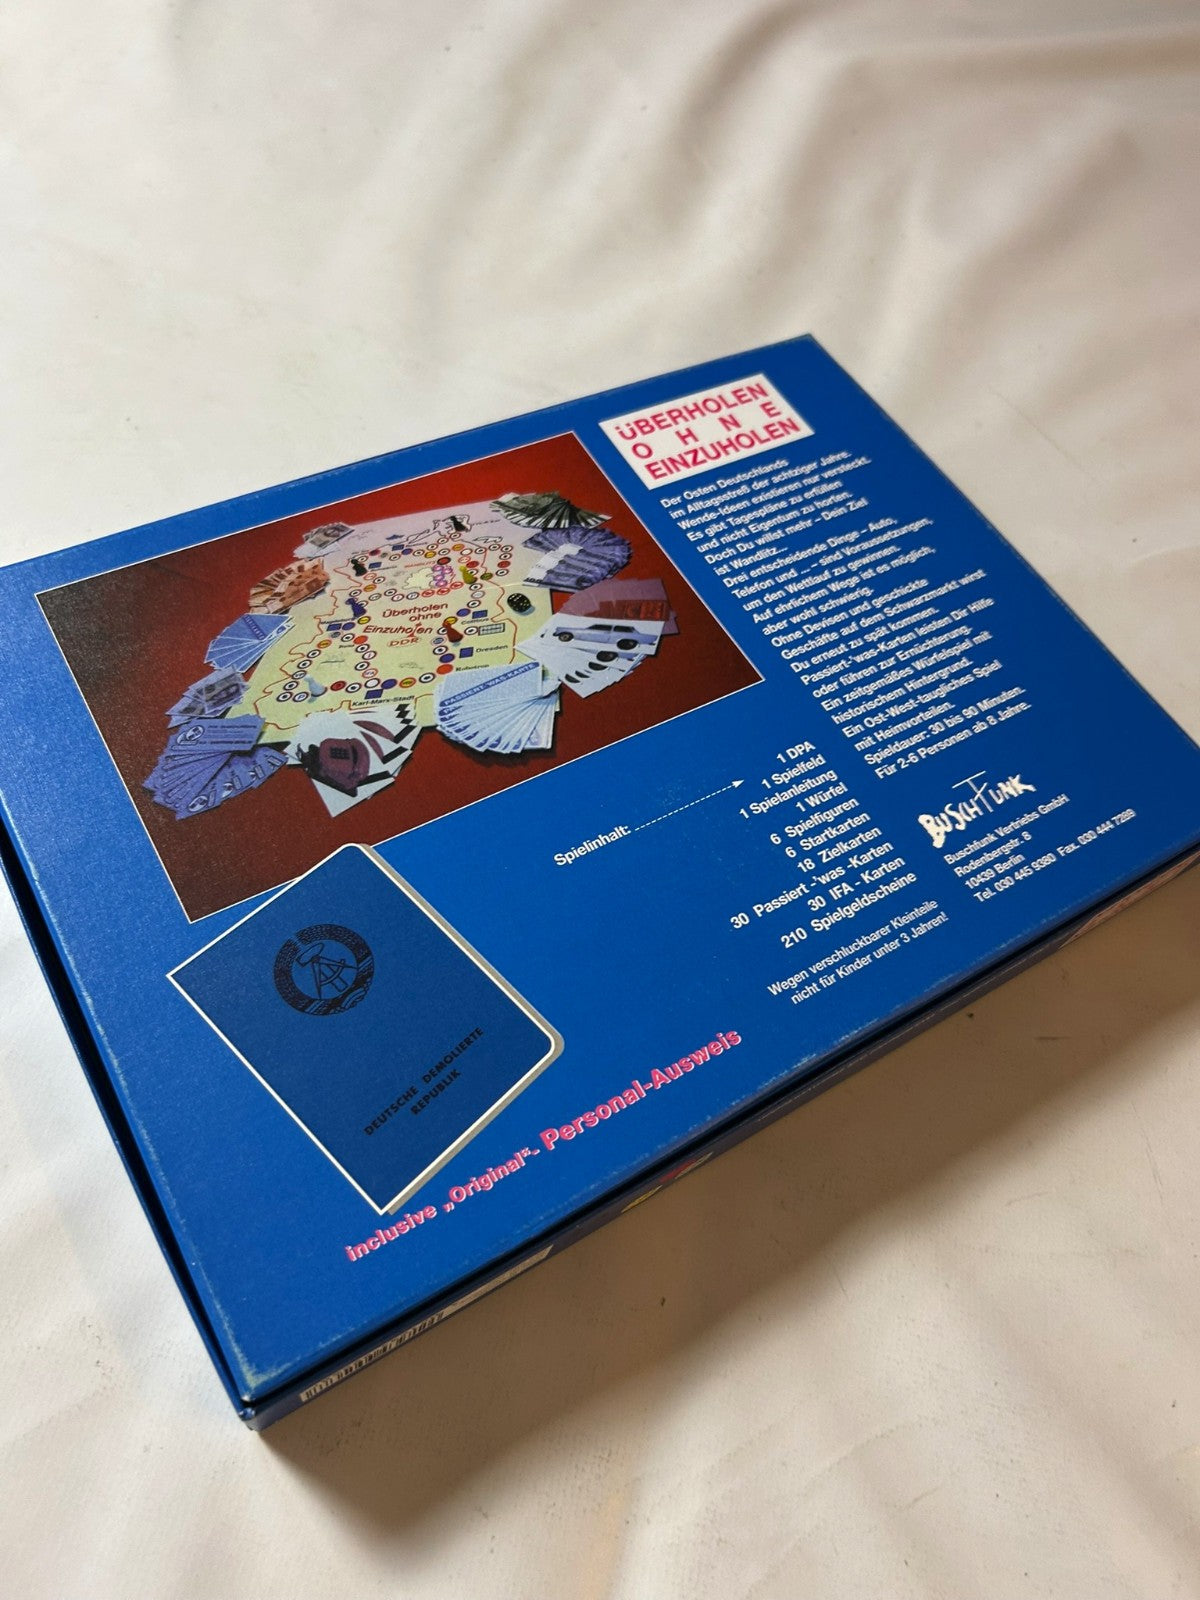 ÜBERHOLEN
OHNE
EINZUHOLEN
Der Osten Deutschlands
im Alltagsstreß der achtziger Jahre.
Wende-Ideen existieren nur versteckt.
Es gibt Tagespläne zu erfüllen
und nicht Eigentum zu horten.
Doch Du willst mehr – Dein Ziel
ist Wandlitz...
Drei entscheidende Dinge – Auto,
Telefon und ... – sind Voraussetzungen,
um den Wettlauf zu gewinnen.
Auf ehrlichem Wege ist es möglich,
aber wohl schwierig.
Ohne Devisen und geschickte
Geschäfte auf dem Schwarzmarkt wirst
Du erneut zu spät kommen.
Passiert-'was-Karten leisten Dir Hilfe
oder führen zur Ernüchterung.
Ein zeitgemäßes Würfelspiel mit
historischem Hintergrund.
Ein Ost-West-taugliches Spiel
mit Heimvorteilen.
Spieldauer: 30 bis 90 Minuten.
Für 2-6 Personen ab 8 Jahre.
Überholen
ohne
Einzuholen
DDR
Cottbus
Dresden
Robotron
Karl-Marx-Stadt
PASSIERT-'WAS-KARTE
Spielinhalt:
1 DPA
1 Spielfeld
1 Spielanleitung
1 Würfel
6 Spielfiguren
6 Startkarten
18 Zielkarten
30 Passiert -'was -Karten
30 IFA - Karten
210 Spielgeldscheine
Wegen verschluckbarer Kleinteile
nicht für Kinder unter 3 Jahren!
BUSCHFUNK
Buschfunk Vertriebs GmbH
Rodenbergstr. 8
10439 Berlin
Tel. 030 445 9380 Fax. 030 444 7289
DEUTSCHE DEMOLIERTE
REPUBLIK
inclusive „Original“- Personal-Ausweis